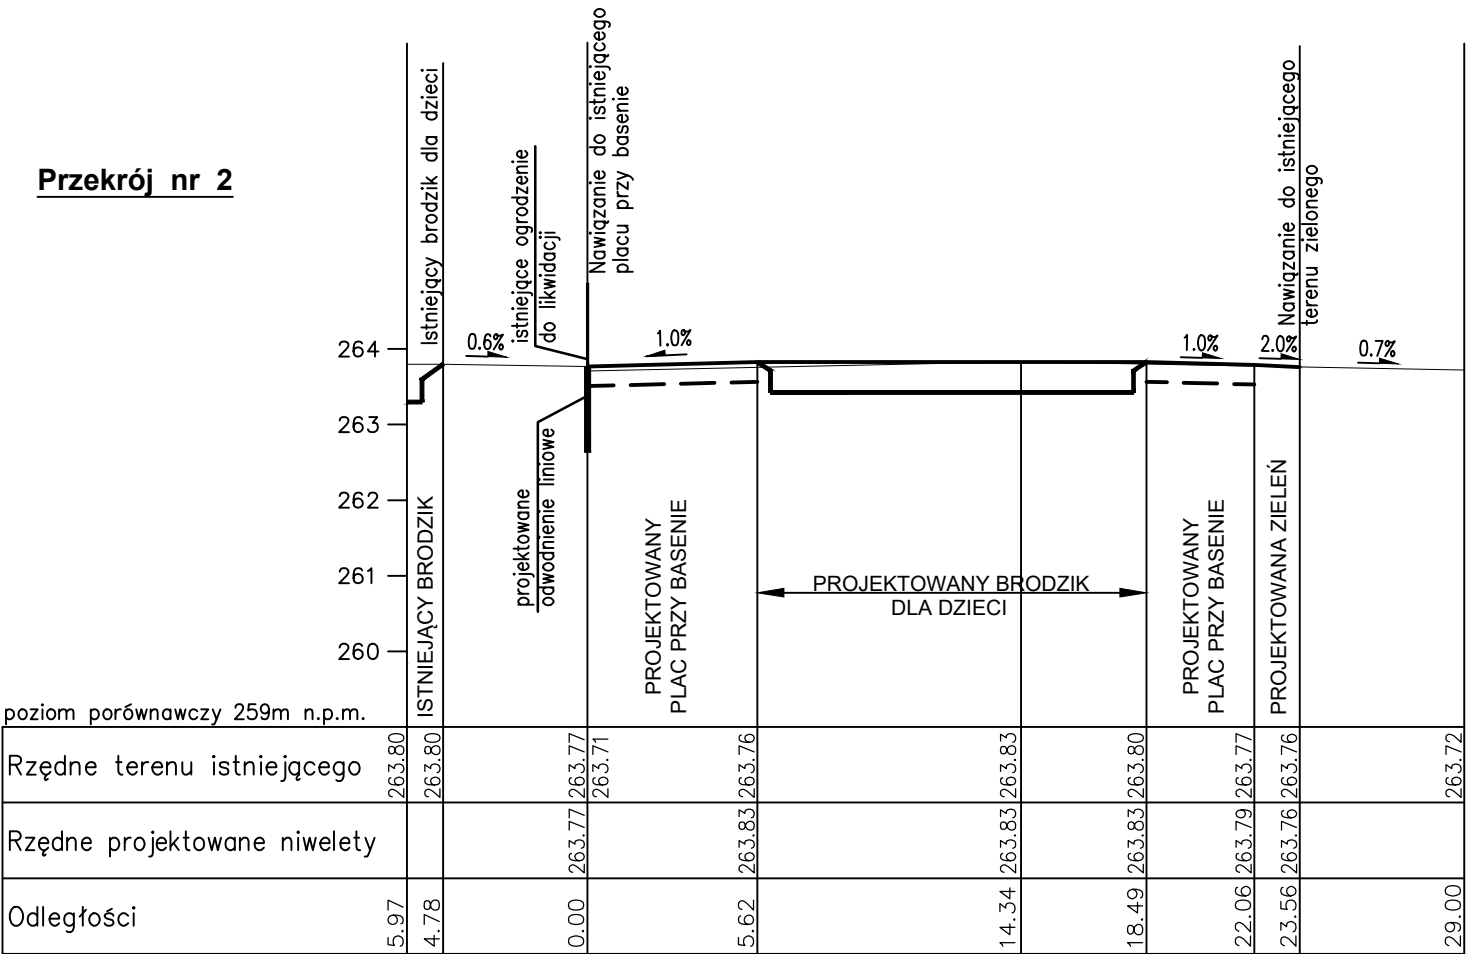 Przekrój nr 2
Istniejący brodzik dla dzieci
istniejące ogrodzenie
do likwidacji
Nawiązanie do istniejącego
placu przy basenie
Nawiązanie do istniejącego
terenu zielonego
0.6%
1.0%
1.0%
2.0%
0.7%
264
263
262
261
260
projektowane
odwodnienie liniowe
ISTNIEJĄCY BRODZIK
PROJEKTOWANY
PLAC PRZY BASENIE
PROJEKTOWANY BRODZIK
DLA DZIECI
PROJEKTOWANY
PLAC PRZY BASENIE
PROJEKTOWANA ZIELEŃ
poziom porównawczy 259m n.p.m.
Rzędne terenu istniejącego 263.80 263.80 263.77 263.71 263.76 263.83 263.80 263.77 263.76 263.72
Rzędne projektowane niwelety 263.77 263.83 263.83 263.83 263.79 263.76
Odległości 5.97 4.78 0.00 5.62 14.34 18.49 22.06 23.56 29.00